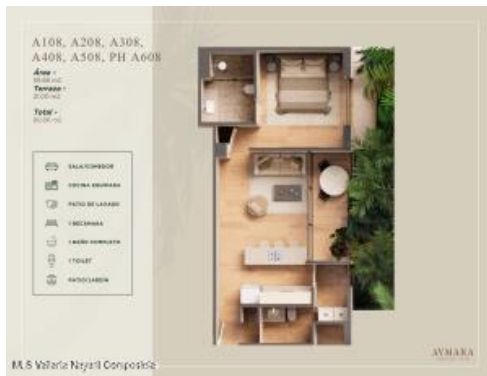 A108, A208, A308,
A408, A508, PH A608
Área -
Terraza -
Total -
SALA/COMEDOR
COCINA EQUIPADA
PATIO DE LAVADO
1 RECÁMARA
1 BAÑO COMPLETO
1 TOILET
PATIO/JARDÍN
AVMARA
MLS Vallarta Nayarit Compostela